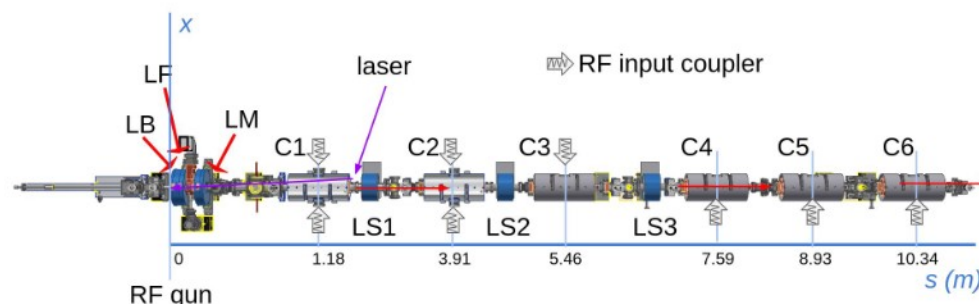 x
laser
RF input coupler
LF
LB
LM
C1
C2
C3
C4
C5
C6
LS1
LS2
LS3
0
1.18
3.91
5.46
7.59
8.93
10.34
s (m)
RF gun